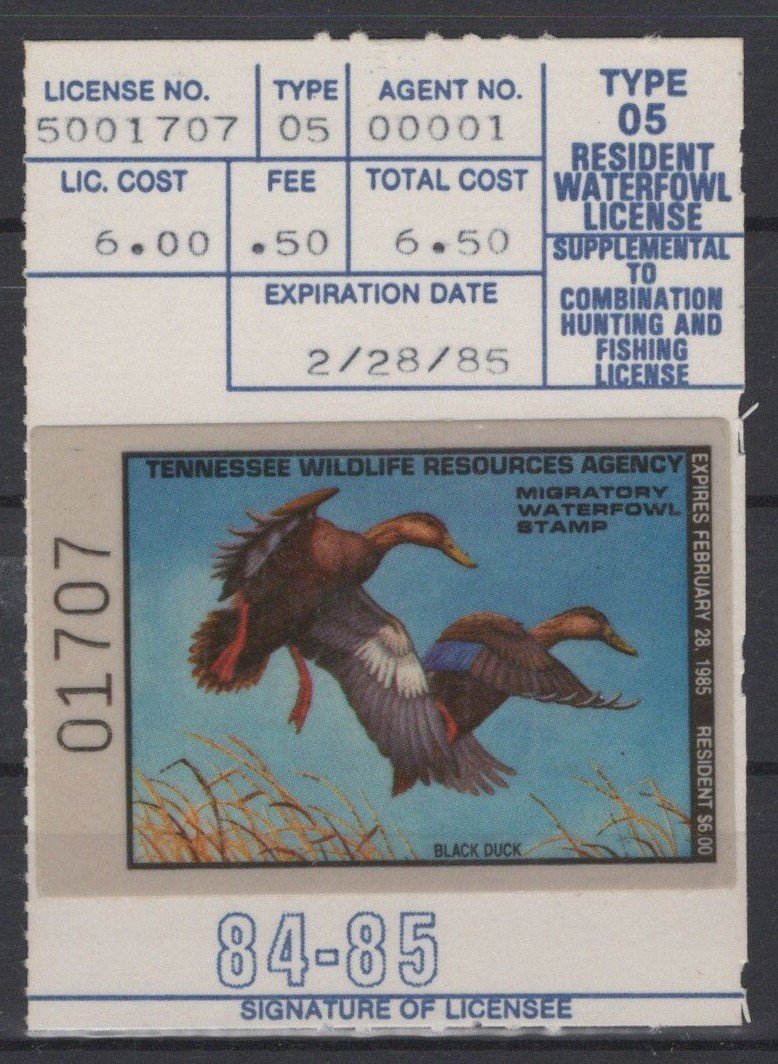 LICENSE NO. TYPE AGENT NO.
5001707 05 00001
LIC. COST FEE TOTAL COST
6.00 .50 6.50
EXPIRATION DATE
2/28/85
TYPE
05
RESIDENT
WATERFOWL
LICENSE
SUPPLEMENTAL
TO
COMBINATION
HUNTING AND
FISHING
LICENSE
01707
TENNESSEE WILDLIFE RESOURCES AGENCY
MIGRATORY
WATERFOWL
STAMP
EXPIRES FEBRUARY 28. 1985 RESIDENT $6.00
BLACK DUCK
84-85
SIGNATURE OF LICENSEE